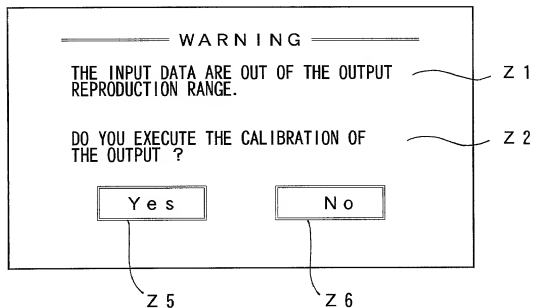 WARNING
THE INPUT DATA ARE OUT OF THE OUTPUT Z1
REPRODUCTION RANGE.
DO YOU EXECUTE THE CALIBRATION OF Z2
THE OUTPUT ?
Yes No
Z5 Z6